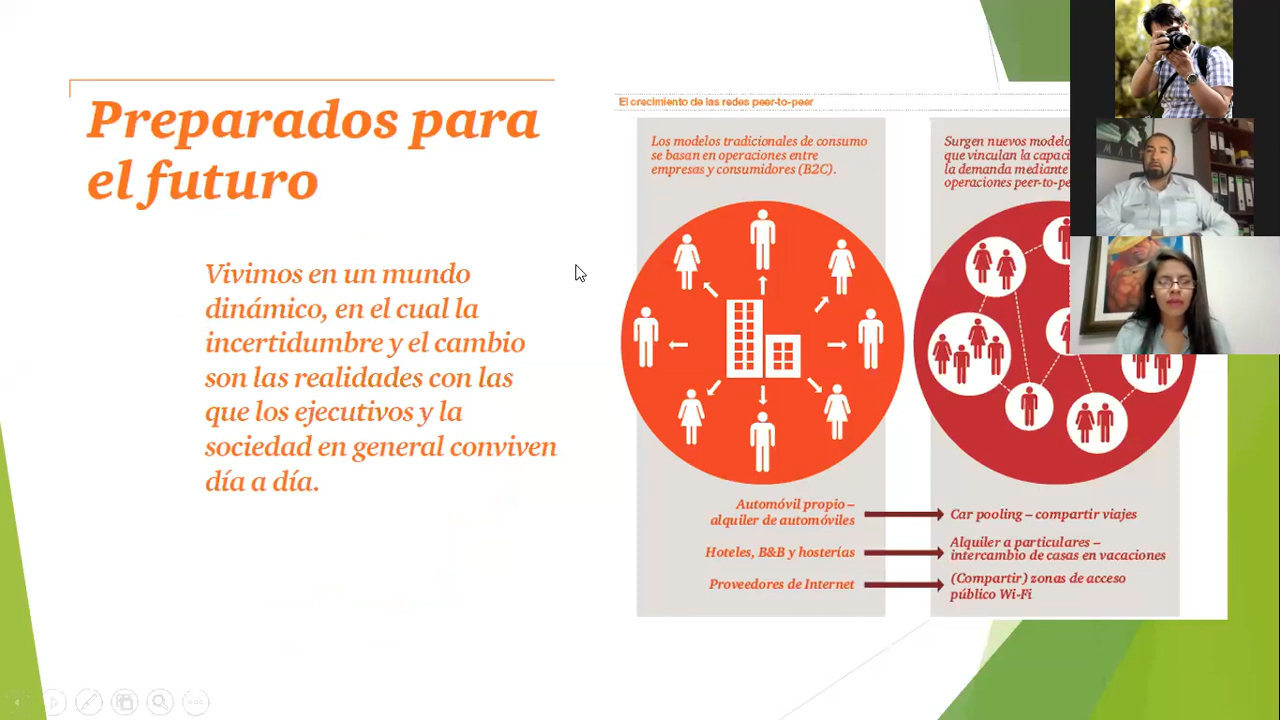 Preparados para
el futuro
Vivimos en un mundo
dinámico, en el cual la
incertidumbre y el cambio
son las realidades con las
que los ejecutivos y la
sociedad en general conviven
día a día.
El crecimiento de las redes peer-to-peer
Los modelos tradicionales de consumo
se basan en operaciones entre
empresas y consumidores (B2C).
Surgen nuevos
que vinculan la
la demanda mediante
operaciones
Automóvil propio –
alquiler de automóviles
Car pooling – compartir viajes
Hoteles, B&B y hosterías
Alquiler a particulares –
intercambio de casas en vacaciones
Proveedores de Internet
(Compartir) zonas de acceso
público Wi-Fi